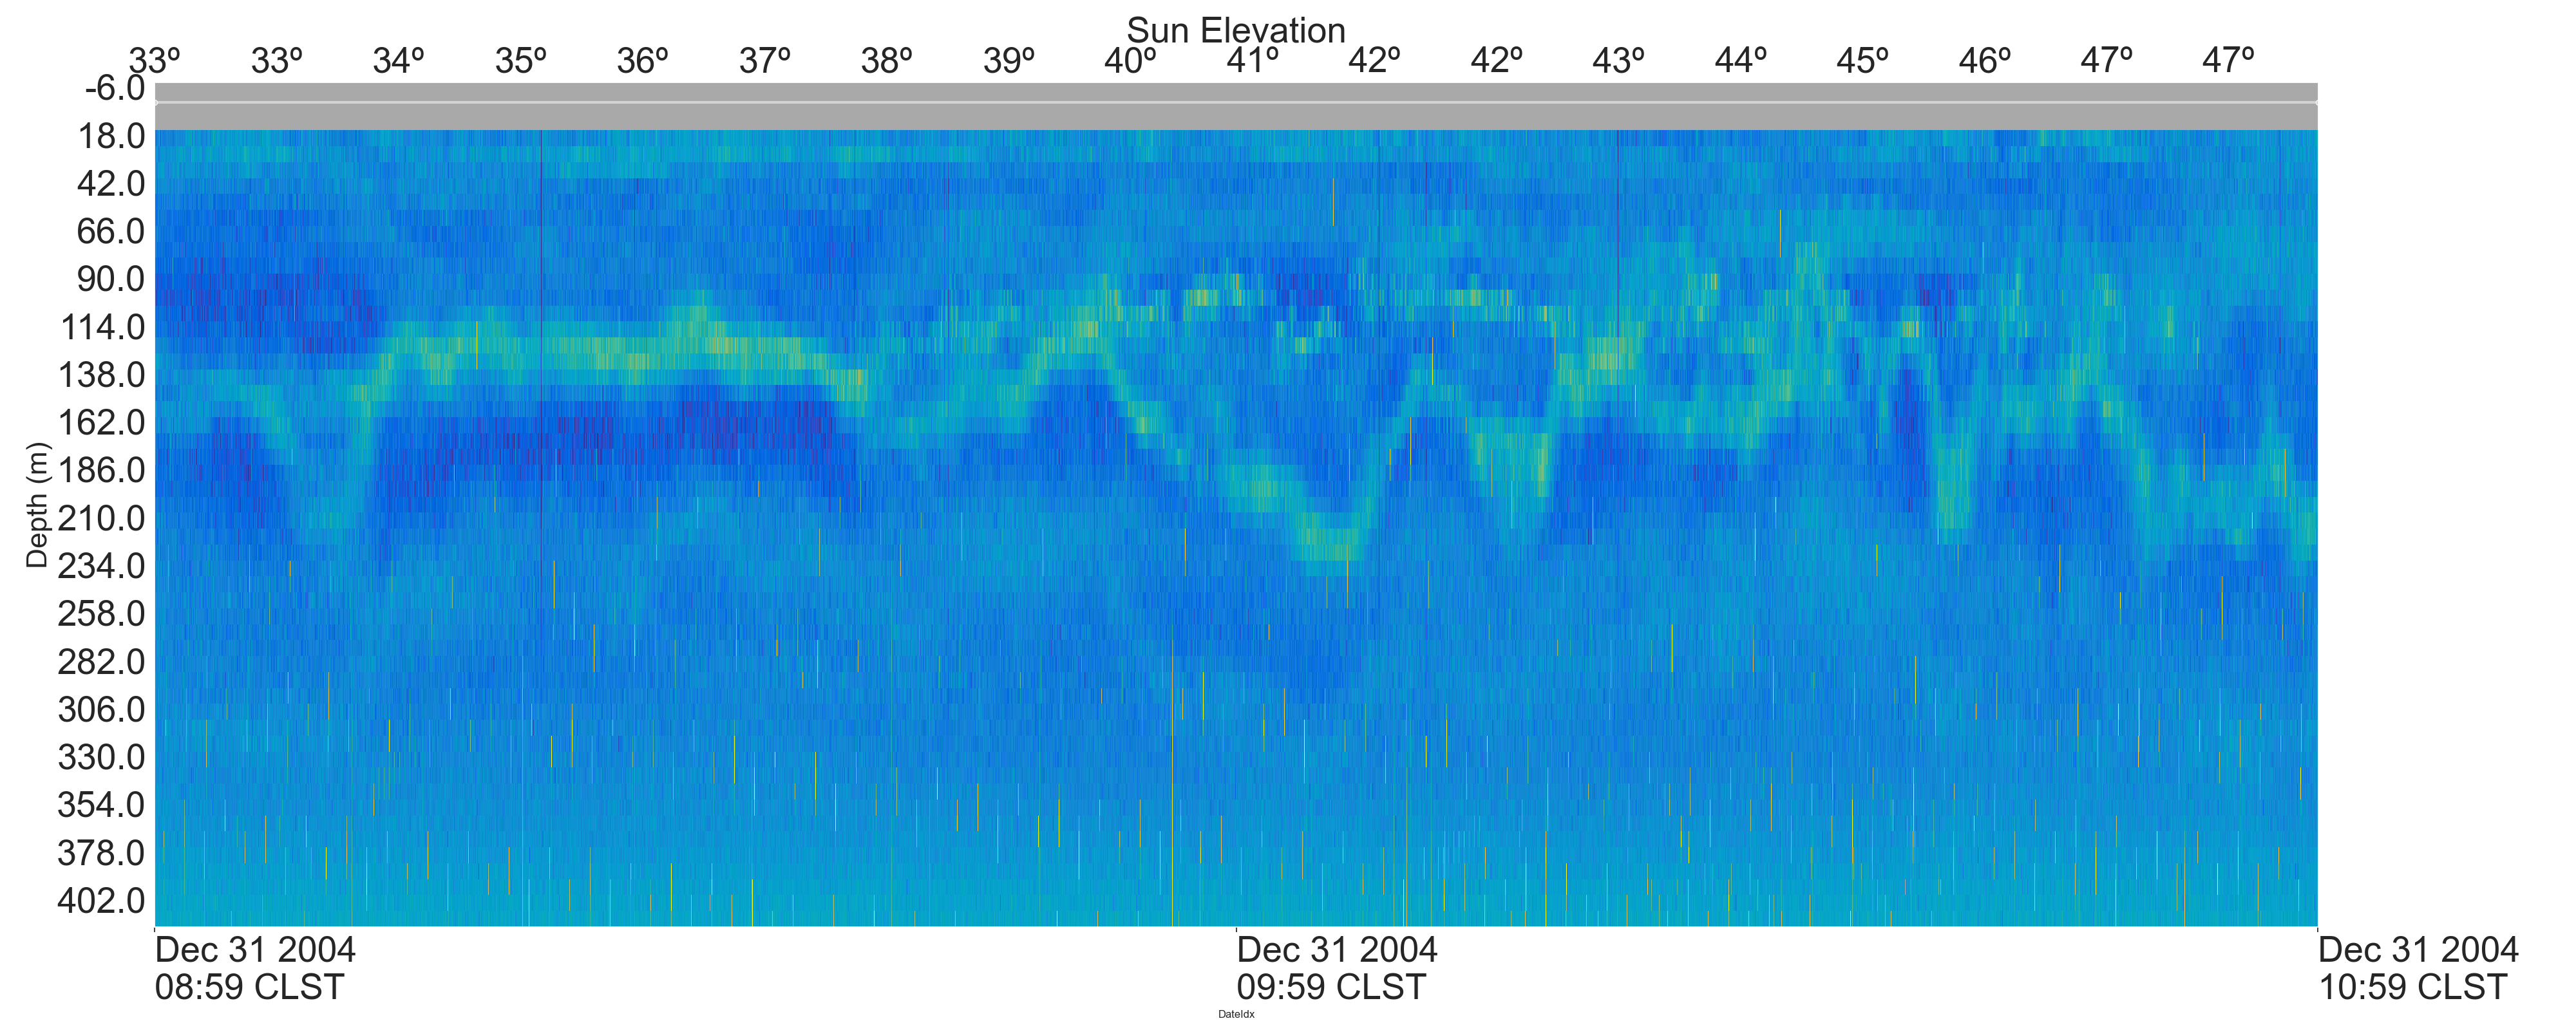 Sun Elevation
33º 33º 34º 35º 36º 37º 38º 39º 40º 41º 42º 42º 43º 44º 45º 46º 47º 47º
-6.0
18.0
42.0
66.0
90.0
114.0
138.0
162.0
186.0
210.0
234.0
258.0
282.0
306.0
330.0
354.0
378.0
402.0
Depth (m)
Dec 31 2004
08:59 CLST
Dec 31 2004
09:59 CLST
Dec 31 2004
10:59 CLST
DateIdx